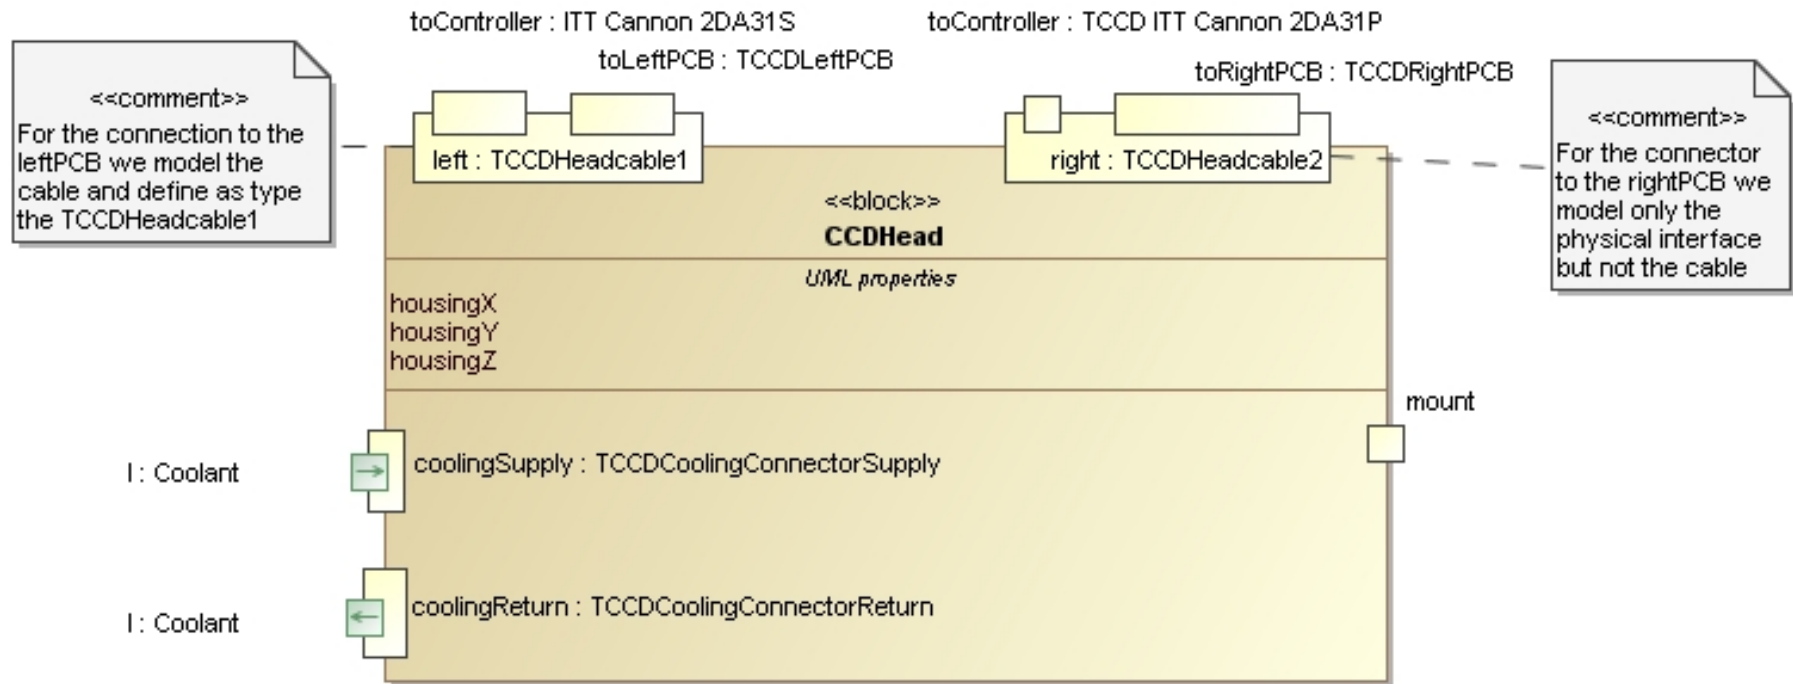 toController : ITT Cannon 2DA31S
toController : TCCD ITT Cannon 2DA31P
toLeftPCB : TCCDLeftPCB
toRightPCB : TCCDRightPCB
<<comment>>
For the connection to the
leftPCB we model the
cable and define as type
the TCCDHeadcable1
left : TCCDHeadcable1
right : TCCDHeadcable2
<<comment>>
For the connector
to the rightPCB we
model only the
physical interface
but not the cable
<<block>>
CCDHead
UML properties
housingX
housingY
housingZ
mount
l : Coolant
coolingSupply : TCCDCoolingConnectorSupply
l : Coolant
coolingReturn : TCCDCoolingConnectorReturn